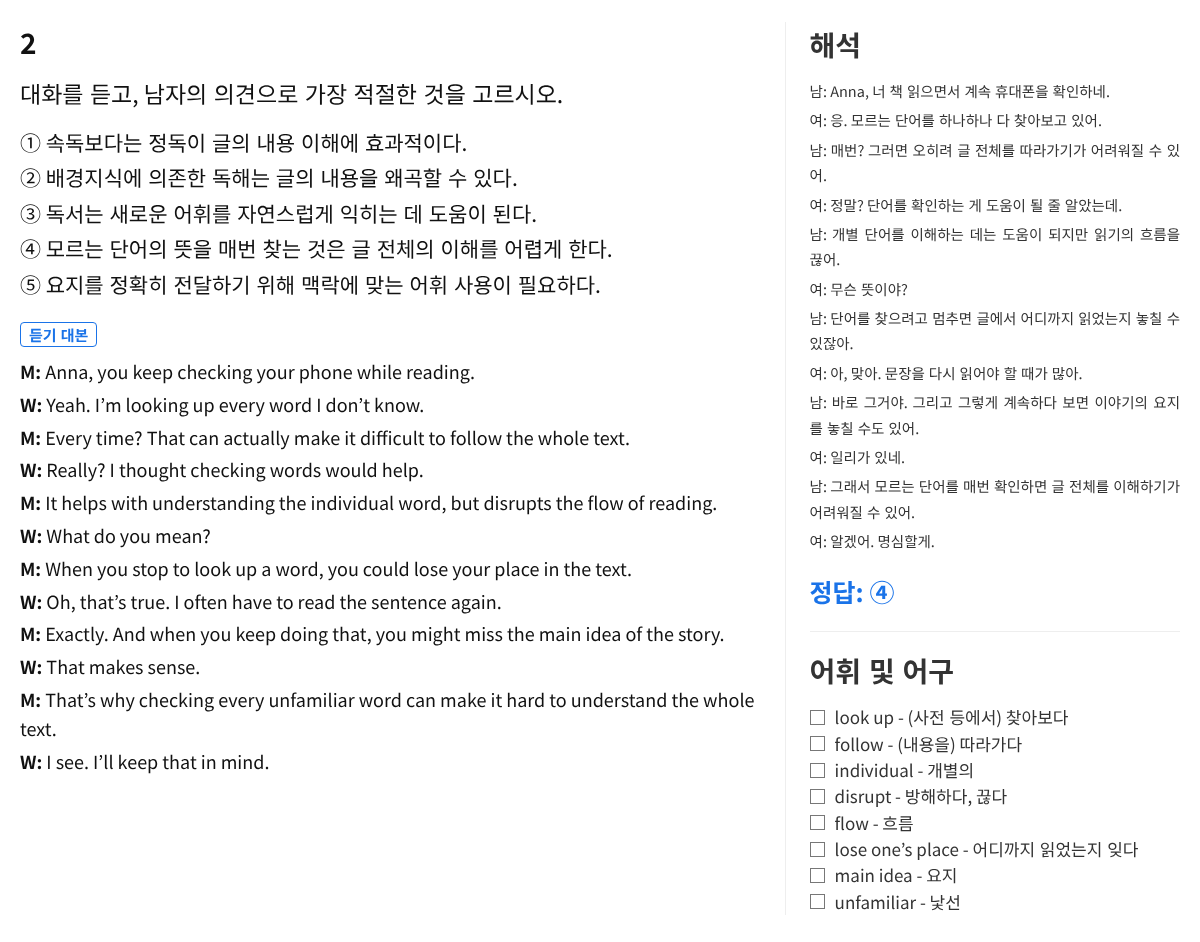 2
대화를 듣고, 남자의 의견으로 가장 적절한 것을 고르시오.
① 속독보다는 정독이 글의 내용 이해에 효과적이다.
② 배경지식에 의존한 독해는 글의 내용을 왜곡할 수 있다.
③ 독서는 새로운 어휘를 자연스럽게 익히는 데 도움이 된다.
④ 모르는 단어의 뜻을 매번 찾는 것은 글 전체의 이해를 어렵게 한다.
⑤ 요지를 정확히 전달하기 위해 맥락에 맞는 어휘 사용이 필요하다.
듣기 대본
M: Anna, you keep checking your phone while reading.
W: Yeah. I’m looking up every word I don’t know.
M: Every time? That can actually make it difficult to follow the whole text.
W: Really? I thought checking words would help.
M: It helps with understanding the individual word, but disrupts the flow of reading.
W: What do you mean?
M: When you stop to look up a word, you could lose your place in the text.
W: Oh, that’s true. I often have to read the sentence again.
M: Exactly. And when you keep doing that, you might miss the main idea of the story.
W: That makes sense.
M: That’s why checking every unfamiliar word can make it hard to understand the whole
text.
W: I see. I’ll keep that in mind.
해석
남: Anna, 너 책 읽으면서 계속 휴대폰을 확인하네.
여: 응. 모르는 단어를 하나하나 다 찾아보고 있어.
남: 매번? 그러면 오히려 글 전체를 따라가기가 어려워질 수 있
어.
여: 정말? 단어를 확인하는 게 도움이 될 줄 알았는데.
남: 개별 단어를 이해하는 데는 도움이 되지만 읽기의 흐름을
끊어.
여: 무슨 뜻이야?
남: 단어를 찾으려고 멈추면 글에서 어디까지 읽었는지 놓칠 수
있잖아.
여: 아, 맞아. 문장을 다시 읽어야 할 때가 많아.
남: 바로 그거야. 그리고 그렇게 계속하다 보면 이야기의 요지
를 놓칠 수도 있어.
여: 일리가 있네.
남: 그래서 모르는 단어를 매번 확인하면 글 전체를 이해하기가
어려워질 수 있어.
여: 알겠어. 명심할게.
정답: ④
어휘 및 어구
look up - (사전 등에서) 찾아보다
follow - (내용을) 따라가다
individual - 개별의
disrupt - 방해하다, 끊다
flow - 흐름
lose one’s place - 어디까지 읽었는지 잊다
main idea - 요지
unfamiliar - 낯선